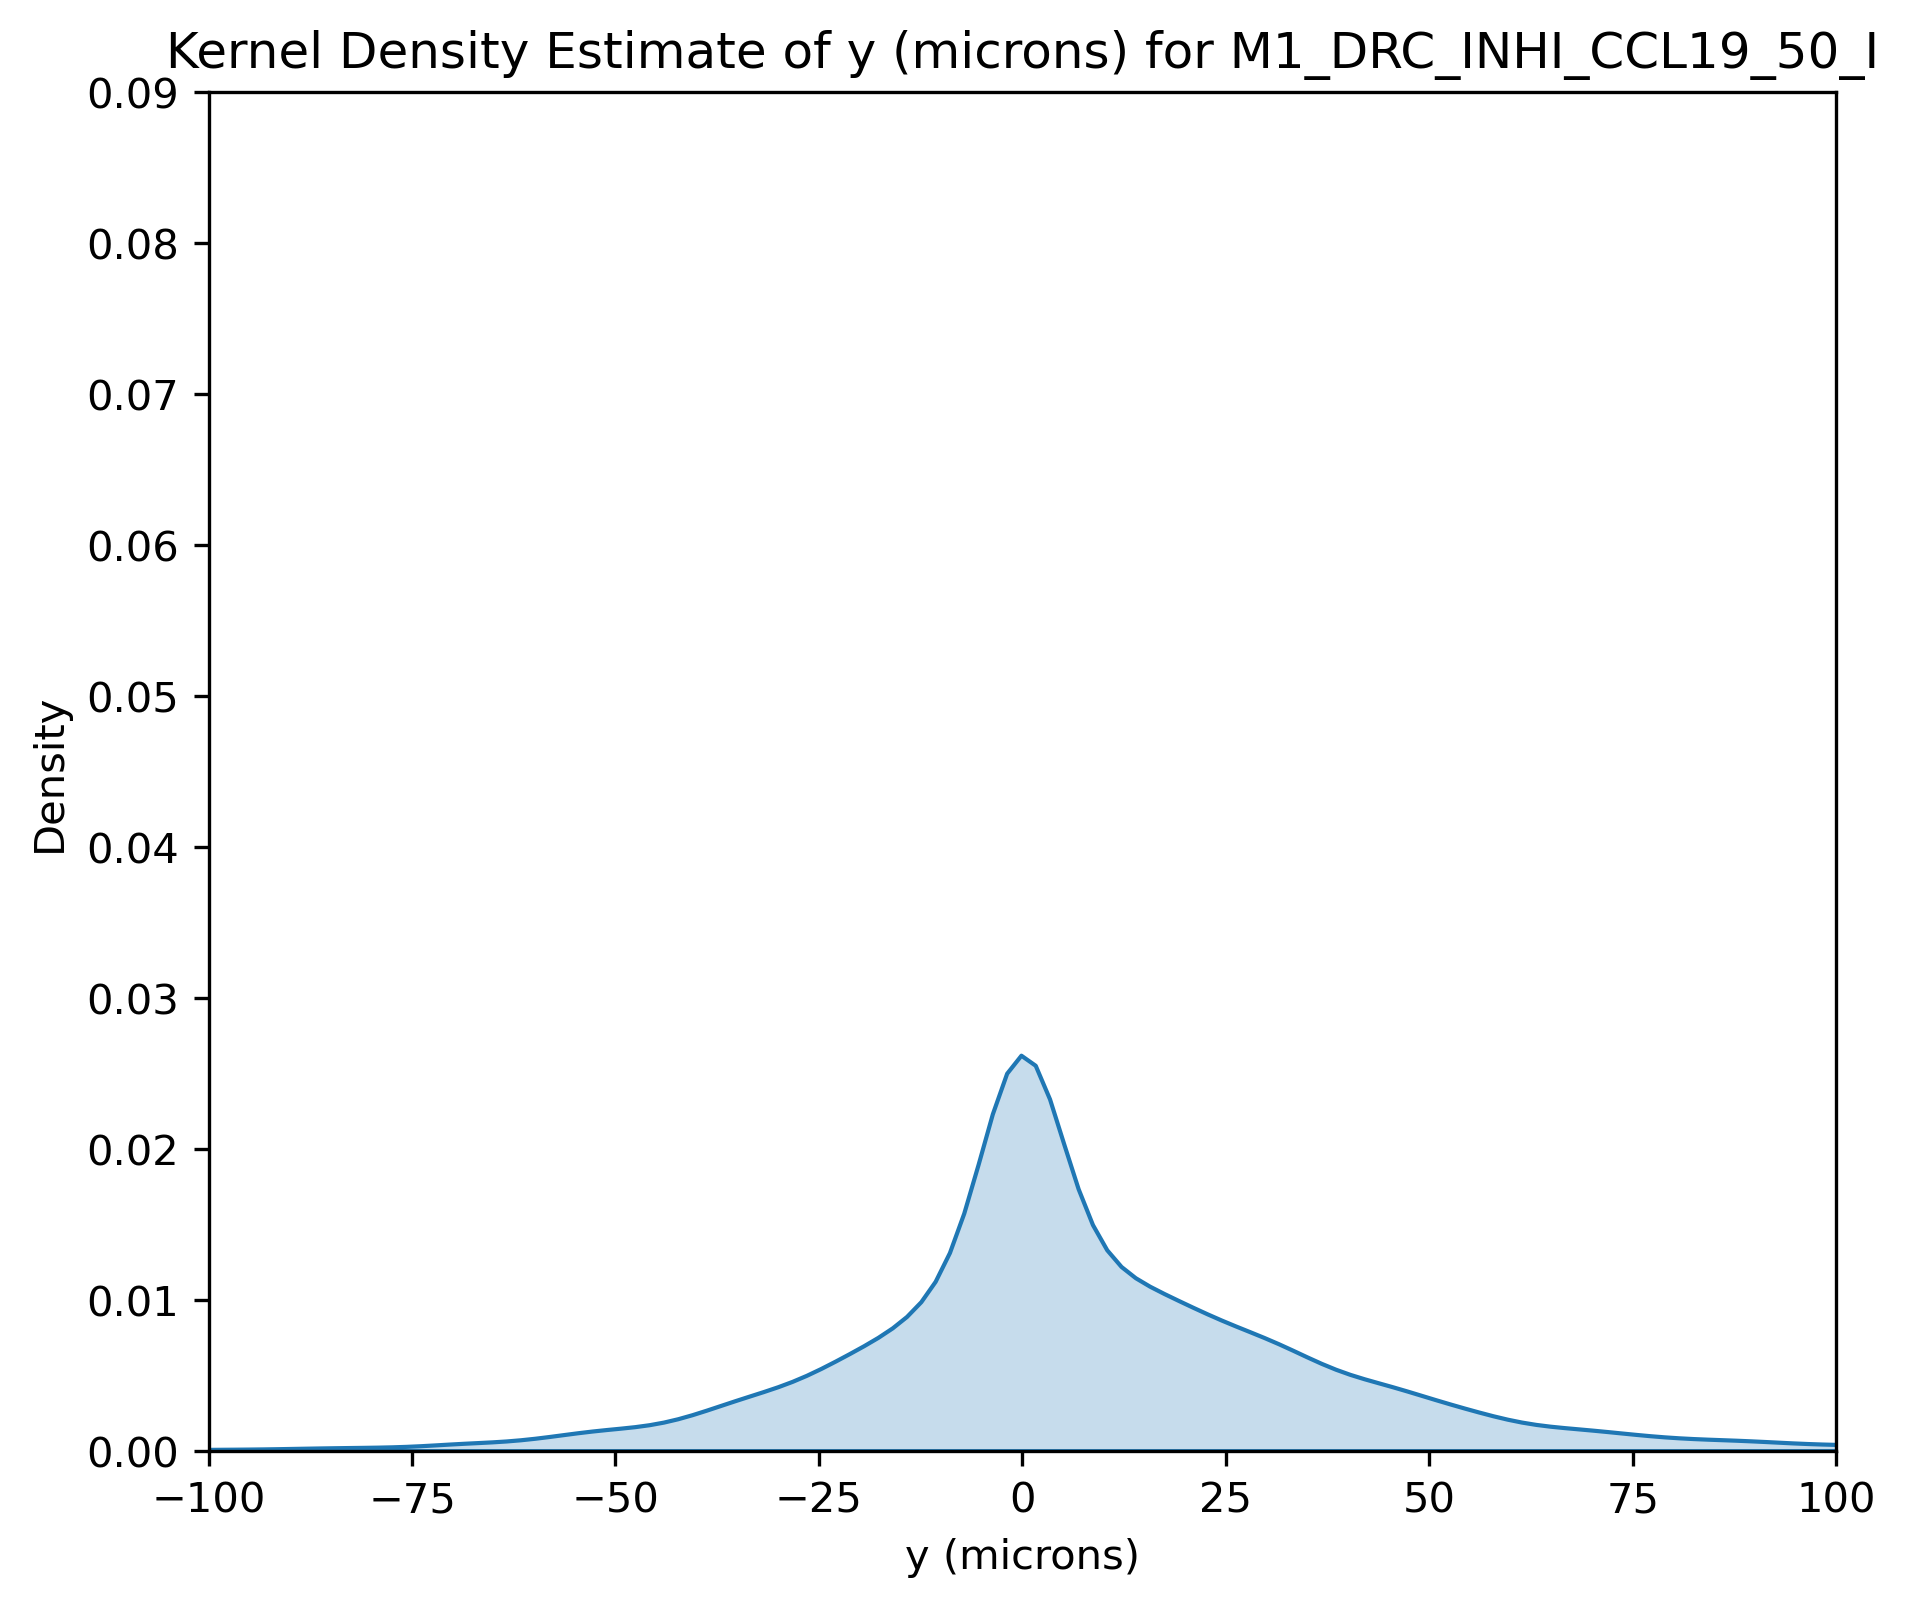 Kernel Density Estimate of y (microns) for M1_DRC_INHI_CCL19_50_I
0.09
0.08
0.07
0.06
0.05
0.04
0.03
0.02
0.01
0.00
Density
−100 −75 −50 −25 0 25 50 75 100
y (microns)